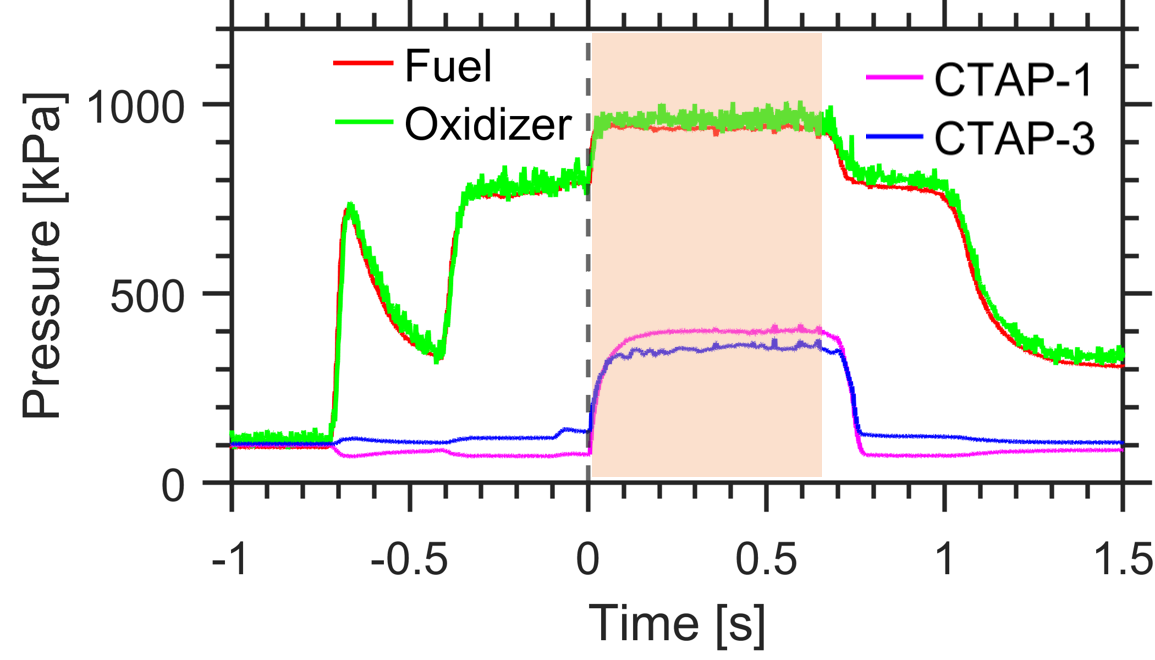 Fuel
Oxidizer
CTAP-1
CTAP-3
Pressure [kPa]
1000
500
0
-1 -0.5 0 0.5 1 1.5
Time [s]